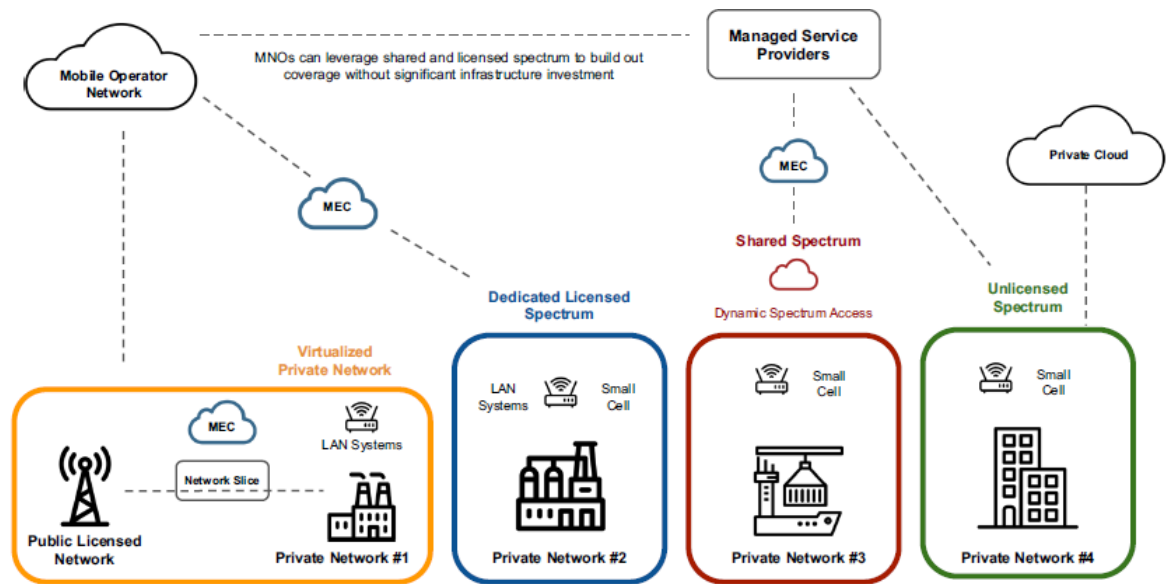 Mobile Operator
Network
MNOs can leverage shared and licensed spectrum to build out
coverage without significant infrastructure investment
Managed Service
Providers
MEC
MEC
Private Cloud
Shared Spectrum
Dynamic Spectrum Access
Dedicated Licensed
Spectrum
Unlicensed
Spectrum
Virtualized
Private Network
MEC
LAN Systems
Network Slice
Public Licensed
Network
Private Network #1
LAN
Systems
Small
Cell
Private Network #2
Small
Cell
Private Network #3
Small
Cell
Private Network #4